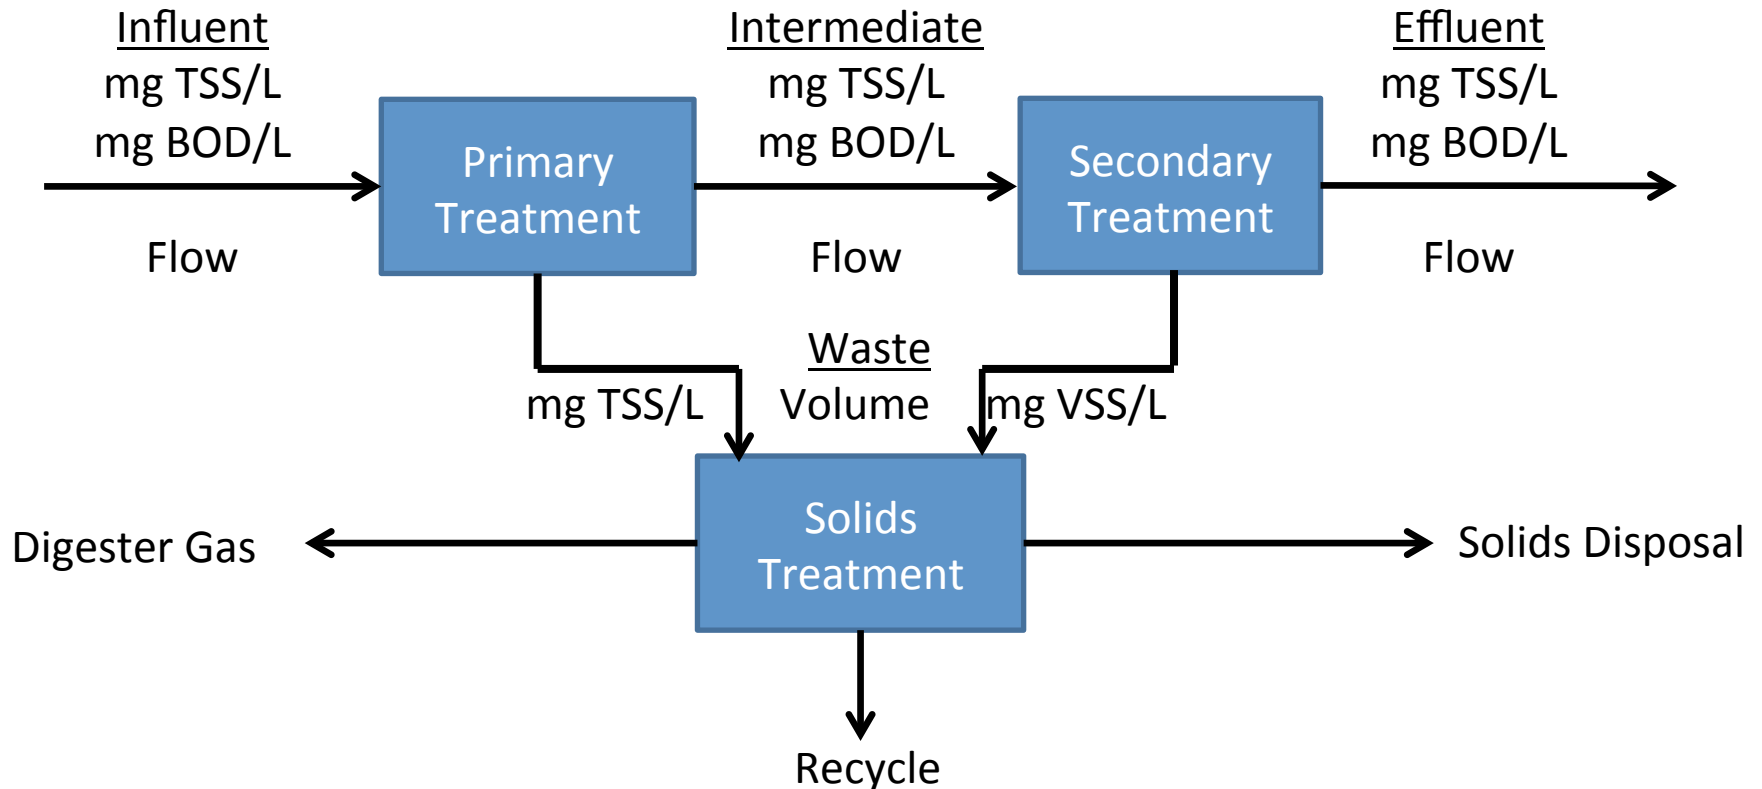 Influent
mg TSS/L
mg BOD/L
Flow
Primary
Treatment
Intermediate
mg TSS/L
mg BOD/L
Flow
Secondary
Treatment
Effluent
mg TSS/L
mg BOD/L
Flow
Waste
mg TSS/L
Volume
mg VSS/L
Solids
Treatment
Digester Gas
Solids Disposal
Recycle